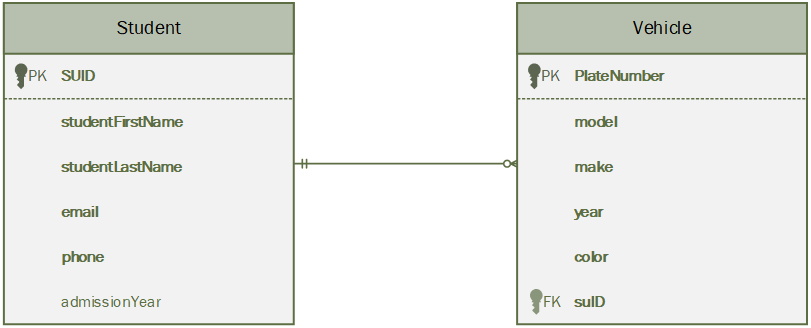 Student
PK SUID
studentFirstName
studentLastName
email
phone
admissionYear
Vehicle
PK PlateNumber
model
make
year
color
FK suID